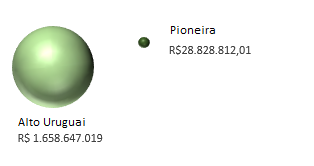 Pioneira
R$28.828.812,01
Alto Uruguai
R$ 1.658.647.019